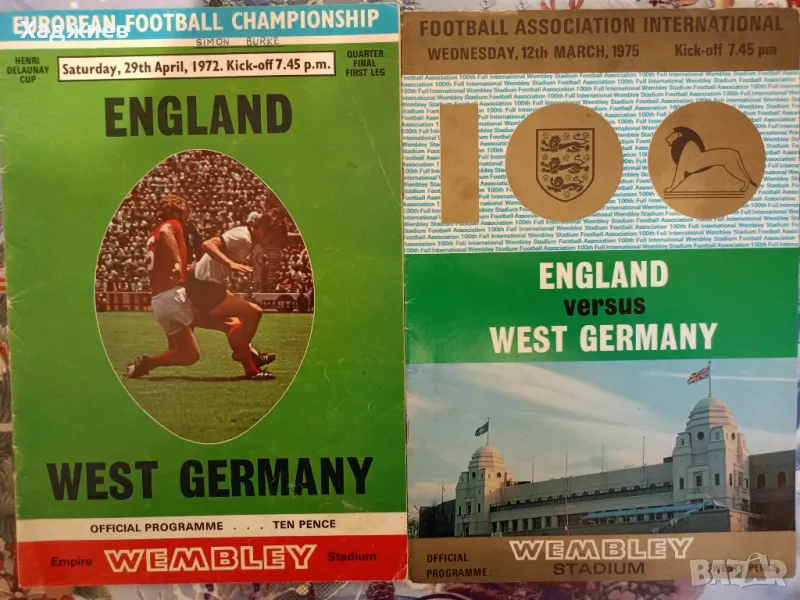 EUROPEAN FOOTBALL CHAMPIONSHIP
Хаджиев
SIMON BURKE
HENRI
DELAUNAY
CUP
Saturday, 29th April, 1972. Kick-off 7.45 p.m.
QUARTER
FINAL
FIRST LEG
ENGLAND
WEST GERMANY
OFFICIAL PROGRAMME . . . TEN PENCE
Empire WEMBLEY Stadium
FOOTBALL ASSOCIATION INTERNATIONAL
WEDNESDAY, 12th MARCH, 1975 Kick-off 7.45 pm
100
ENGLAND
versus
WEST GERMANY
OFFICIAL
PROGRAMME:
WEMBLEY
STADIUM
TWENTY PENCE
BAZAR